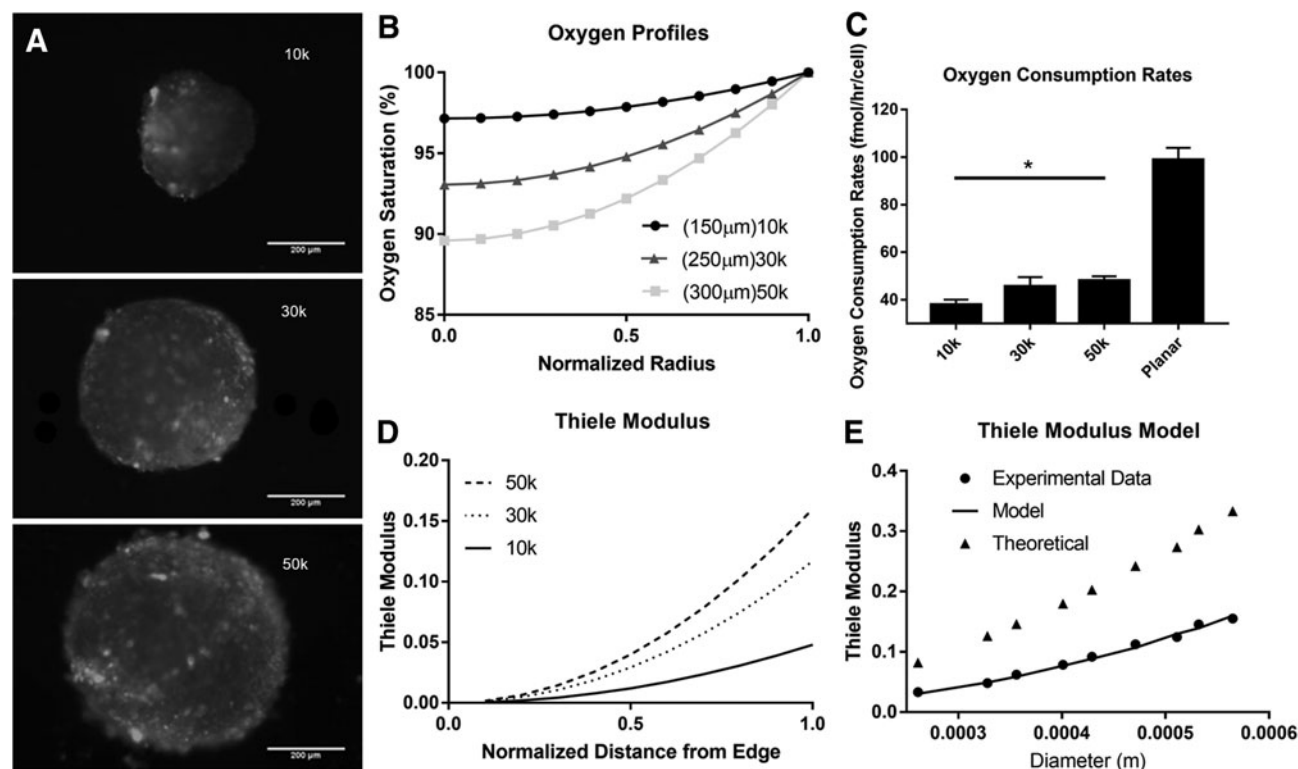 A
10k
200 μm
30k
200 μm
50k
200 μm
B
Oxygen Profiles
Oxygen Saturation (%)
100
95
90
85
(150μm)10k
(250μm)30k
(300μm)50k
0.0
0.5
1.0
Normalized Radius
C
Oxygen Consumption Rates
Oxygen Consumption Rates (fmol/hr/cell)
120
100
80
60
40
*
10k
30k
50k
Planar
D
Thiele Modulus
Thiele Modulus
0.20
0.15
0.10
0.05
0.00
50k
30k
10k
0.0
0.5
1.0
Normalized Distance from Edge
E
Thiele Modulus Model
Thiele Modulus
0.4
0.3
0.2
0.1
0.0
Experimental Data
Model
Theoretical
0.0003
0.0004
0.0005
0.0006
Diameter (m)